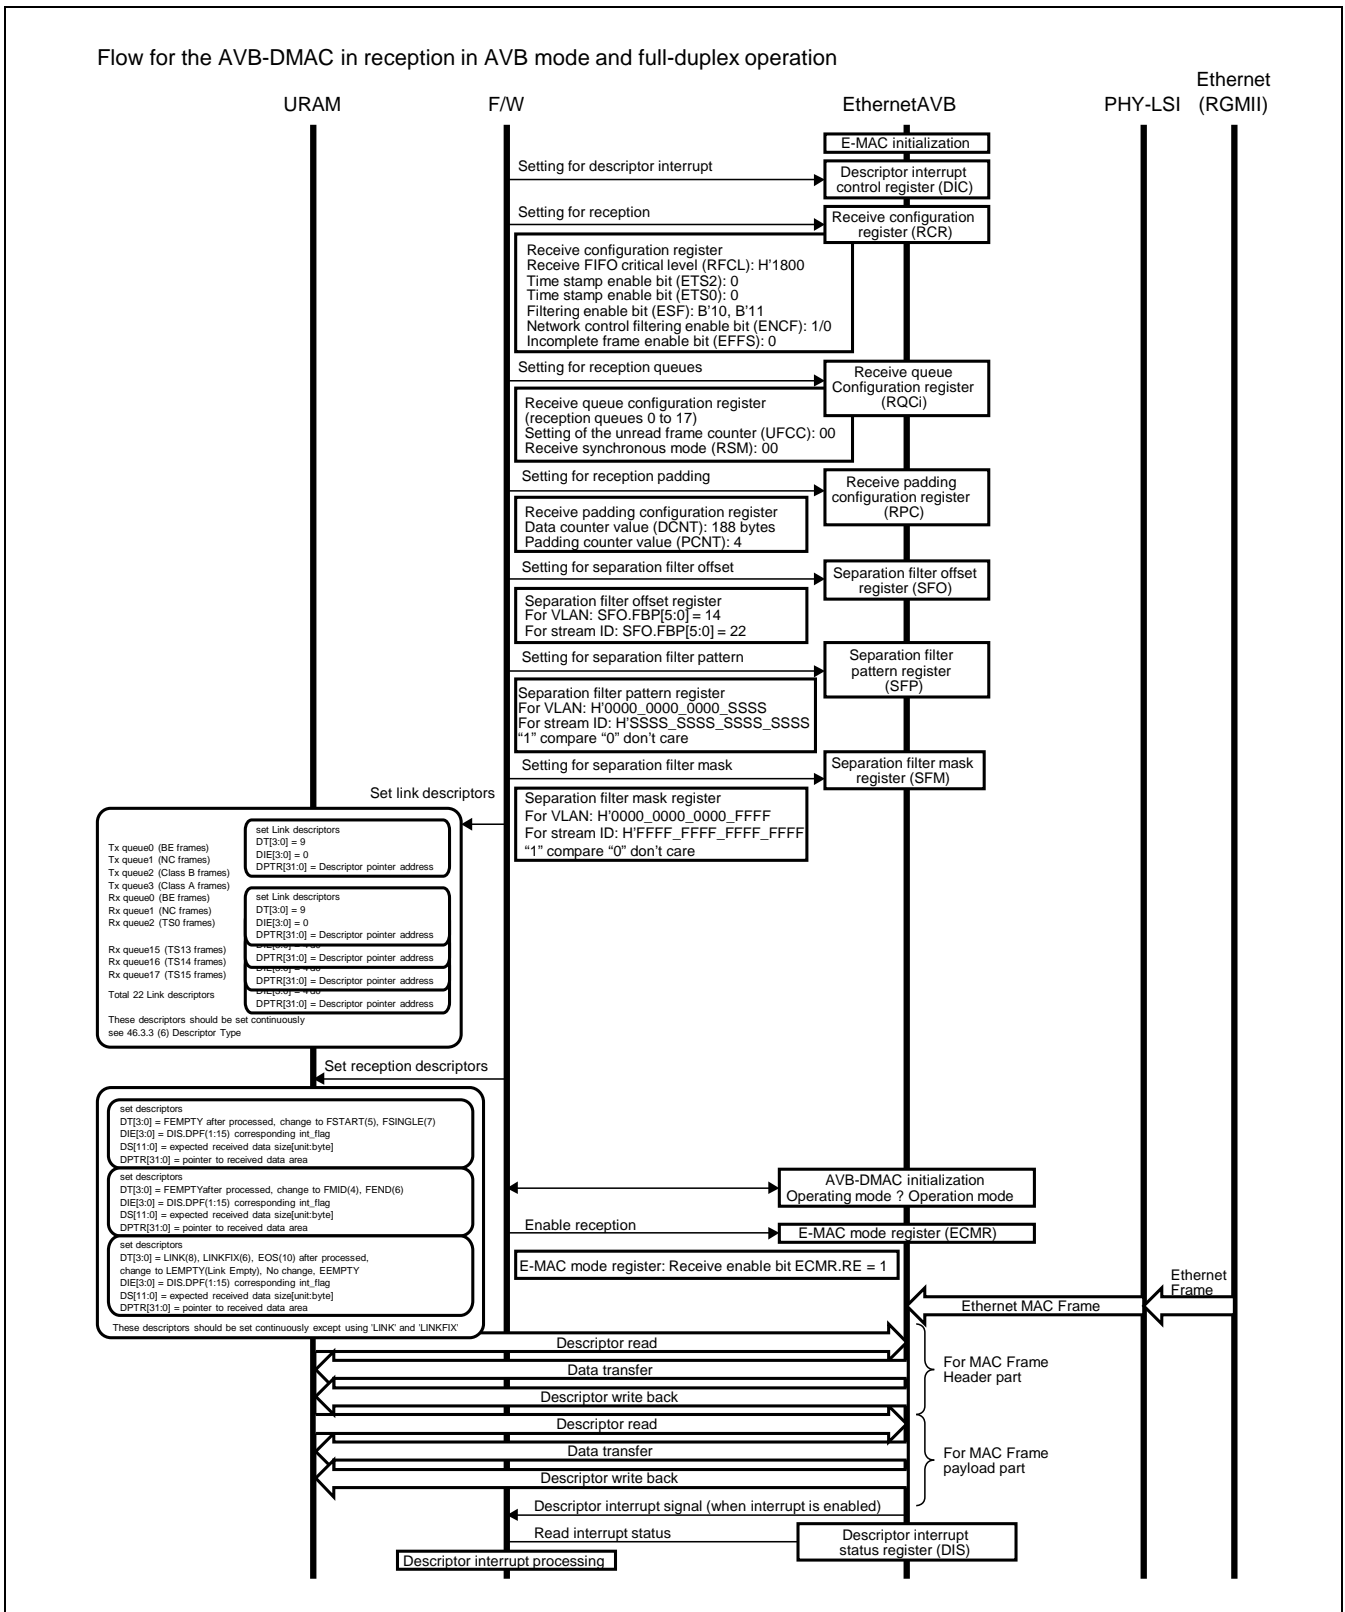 Flow for the AVB-DMAC in reception in AVB mode and full-duplex operation
URAM
F/W
EthernetAVB
PHY-LSI
Ethernet
(RGMII)
E-MAC initialization
Setting for descriptor interrupt
Descriptor interrupt
control register (DIC)
Setting for reception
Receive configuration
register (RCR)
Receive configuration register
Receive FIFO critical level (RFCL): H'1800
Time stamp enable bit (ETS2): 0
Time stamp enable bit (ETS0): 0
Filtering enable bit (ESF): B'10, B'11
Network control filtering enable bit (ENCF): 1/0
Incomplete frame enable bit (EFFS): 0
Setting for reception queues
Receive queue
Configuration register
(RQCi)
Receive queue configuration register
(reception queues 0 to 17)
Setting of the unread frame counter (UFCC): 00
Receive synchronous mode (RSM): 00
Setting for reception padding
Receive padding
configuration register
(RPC)
Receive padding configuration register
Data counter value (DCNT): 188 bytes
Padding counter value (PCNT): 4
Setting for separation filter offset
Separation filter offset
register (SFO)
Separation filter offset register
For VLAN: SFO.FBP[5:0] = 14
For stream ID: SFO.FBP[5:0] = 22
Setting for separation filter pattern
Separation filter
pattern register
(SFP)
Separation filter pattern register
For VLAN: H'0000_0000_0000_SSSS
For stream ID: H'SSSS_SSSS_SSSS_SSSS
“1” compare “0” don't care
Setting for separation filter mask
Separation filter mask
register (SFM)
Separation filter mask register
For VLAN: H'0000_0000_0000_FFFF
For stream ID: H'FFFF_FFFF_FFFF_FFFF
“1” compare “0” don't care
Set link descriptors
Tx queue0 (BE frames)
Tx queue1 (NC frames)
Tx queue2 (Class B frames)
Tx queue3 (Class A frames)
Rx queue0 (BE frames)
Rx queue1 (NC frames)
Rx queue2 (TS0 frames)
Rx queue15 (TS13 frames)
Rx queue16 (TS14 frames)
Rx queue17 (TS15 frames)
Total 22 Link descriptors
These descriptors should be set continuously
see 46.3.3 (6) Descriptor Type
set Link descriptors
DT[3:0] = 9
DIE[3:0] = 0
DPTR[31:0] = Descriptor pointer address
set Link descriptors
DT[3:0] = 9
DIE[3:0] = 0
DPTR[31:0] = Descriptor pointer address
DPTR[31:0] = Descriptor pointer address
DPTR[31:0] = Descriptor pointer address
DPTR[31:0] = Descriptor pointer address
Set reception descriptors
set descriptors
DT[3:0] = FEMPTY after processed, change to FSTART(5), FSINGLE(7)
DIE[3:0] = DIS.DPF(1:15) corresponding int_flag
DS[11:0] = expected received data size[unit:byte]
DPTR[31:0] = pointer to received data area
set descriptors
DT[3:0] = FEMPTYafter processed, change to FMID(4), FEND(6)
DIE[3:0] = DIS.DPF(1:15) corresponding int_flag
DS[11:0] = expected received data size[unit:byte]
DPTR[31:0] = pointer to received data area
set descriptors
DT[3:0] = LINK(8), LINKFIX(6), EOS(10) after processed,
change to LEMPTY(Link Empty), No change, EEMPTY
DIE[3:0] = DIS.DPF(1:15) corresponding int_flag
DS[11:0] = expected received data size[unit:byte]
DPTR[31:0] = pointer to received data area
These descriptors should be set continuously except using 'LINK' and 'LINKFIX'
AVB-DMAC initialization
Operating mode ? Operation mode
Enable reception
E-MAC mode register (ECMR)
E-MAC mode register: Receive enable bit ECMR.RE = 1
Ethernet
Frame
Ethernet MAC Frame
Descriptor read
Data transfer
Descriptor write back
For MAC Frame
Header part
Descriptor read
Data transfer
Descriptor write back
For MAC Frame
payload part
Descriptor interrupt signal (when interrupt is enabled)
Read interrupt status
Descriptor interrupt
status register (DIS)
Descriptor interrupt processing